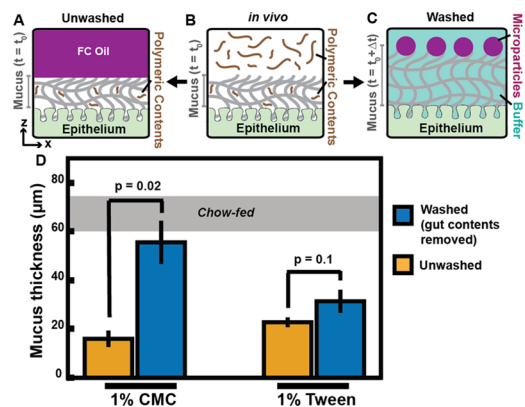 A
Unwashed
FC Oil
Mucus (t = t₀)
Polymeric Contents
Epithelium
z
x
B
in vivo
Mucus (t = t₀)
Polymeric Contents
Epithelium
C
Washed
Mucus (t = t₀+Δt)
Microparticles
Buffer
Epithelium
D
Mucus thickness (μm)
80
60
40
20
0
p = 0.02
Chow-fed
p = 0.1
1% CMC
1% Tween
Washed
(gut contents
removed)
Unwashed